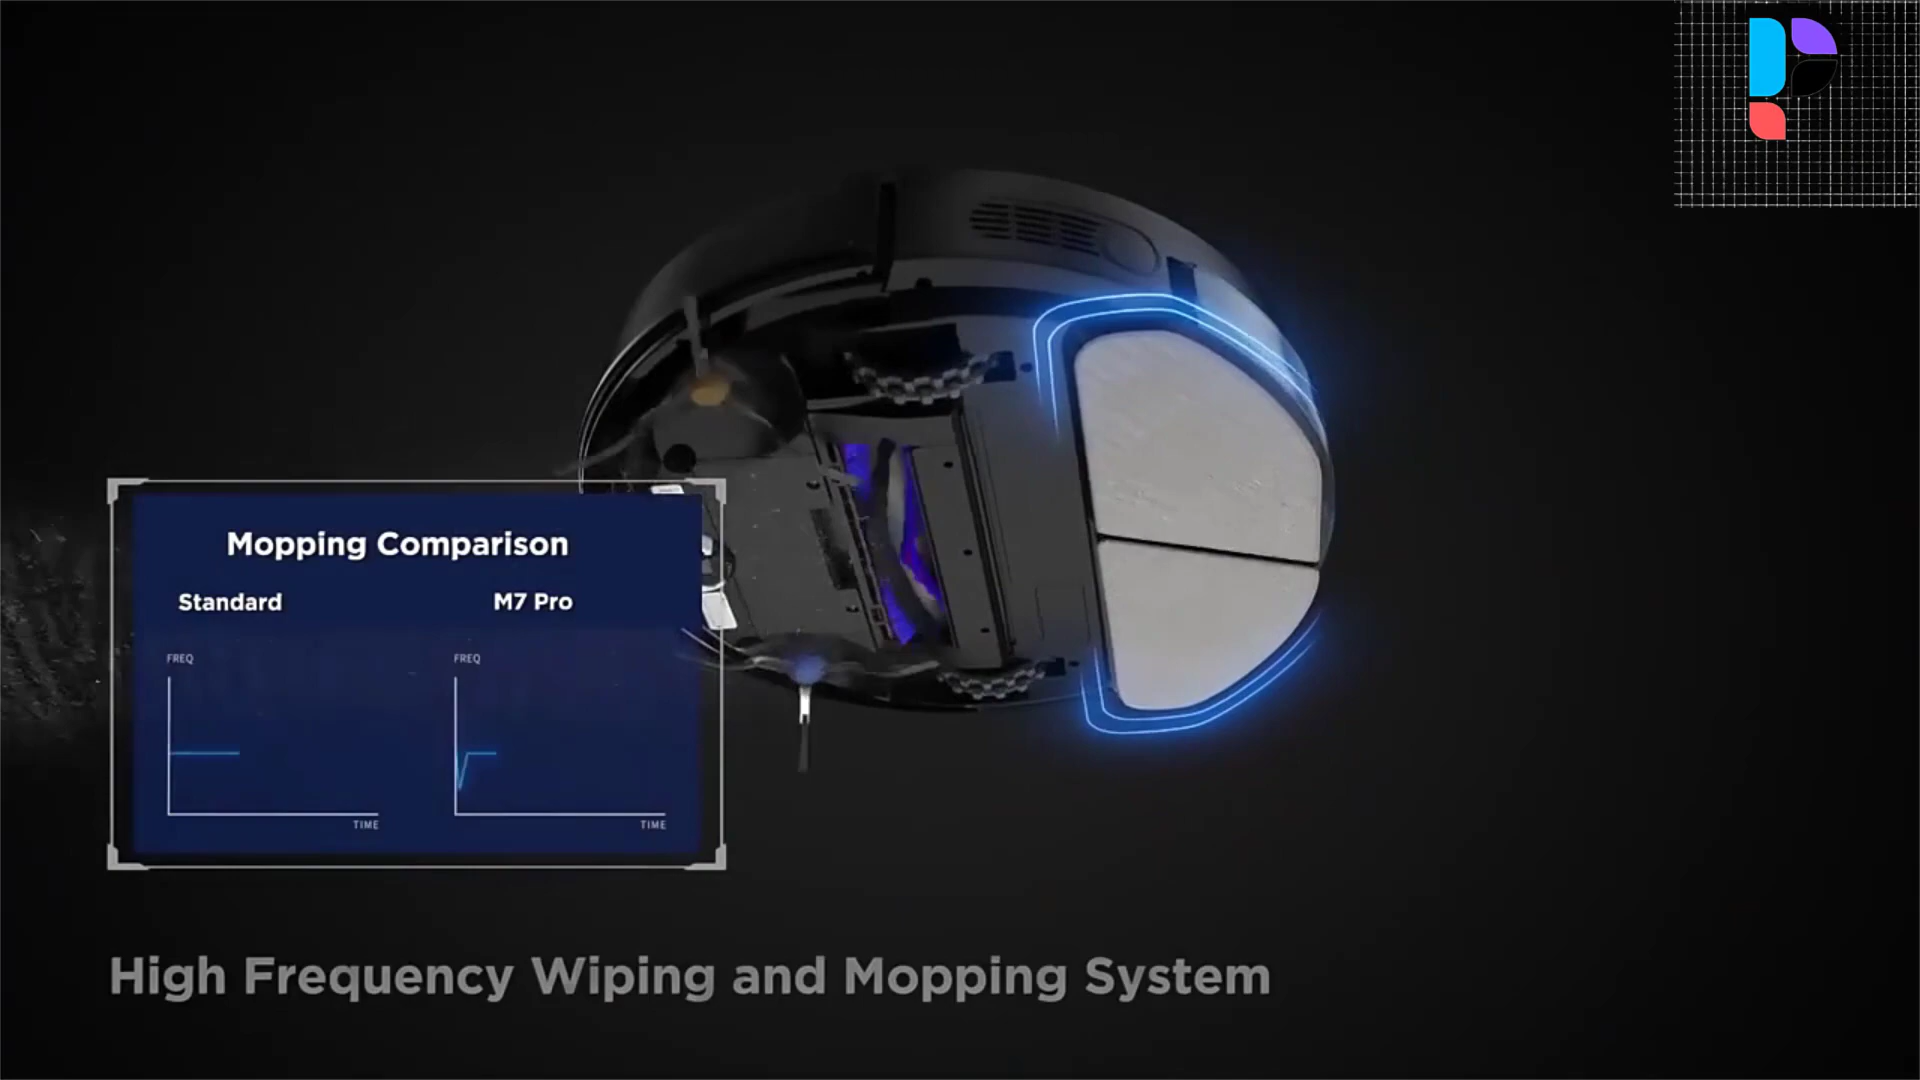 Mopping Comparison
Standard
M7 Pro
FREQ
FREQ
TIME
TIME
High Frequency Wiping and Mopping System